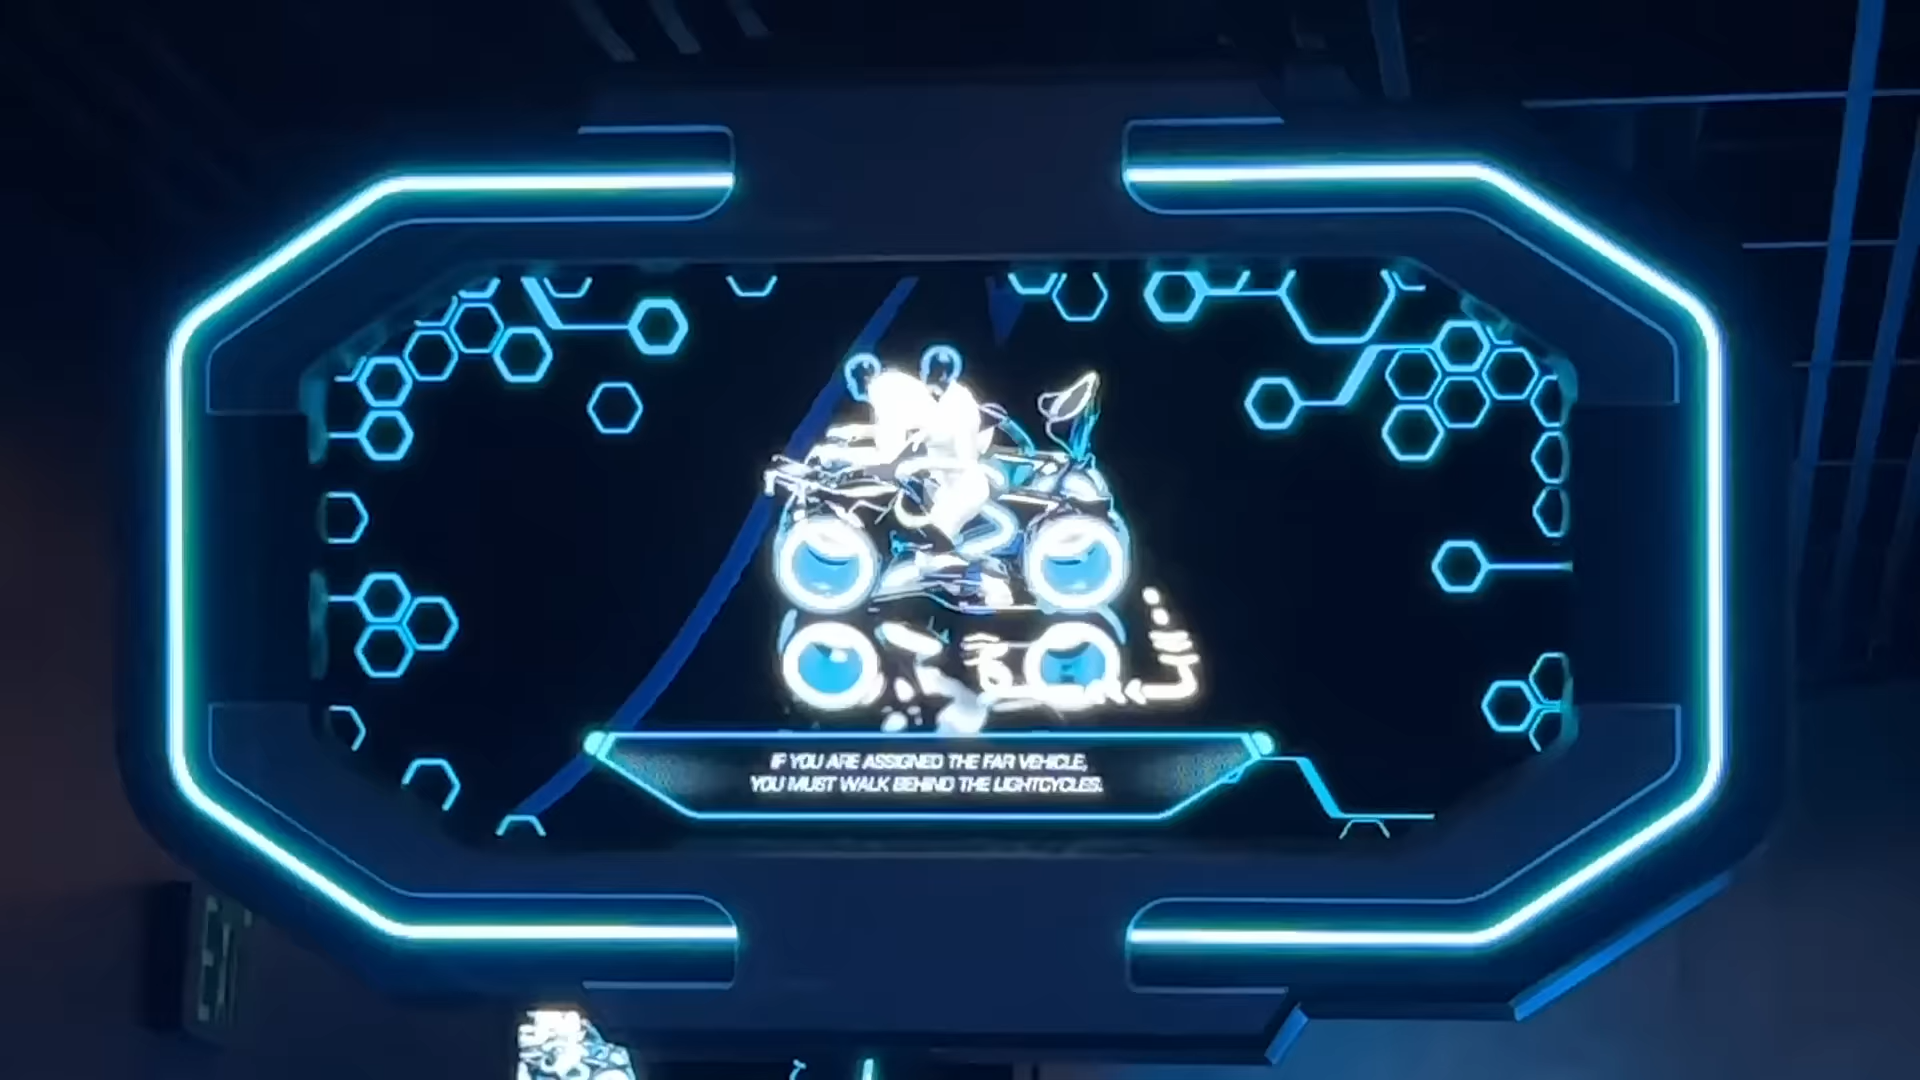 IF YOU ARE ASSIGNED THE FAR VEHICLE,
YOU MUST WALK BEHIND THE LIGHTCYCLES.